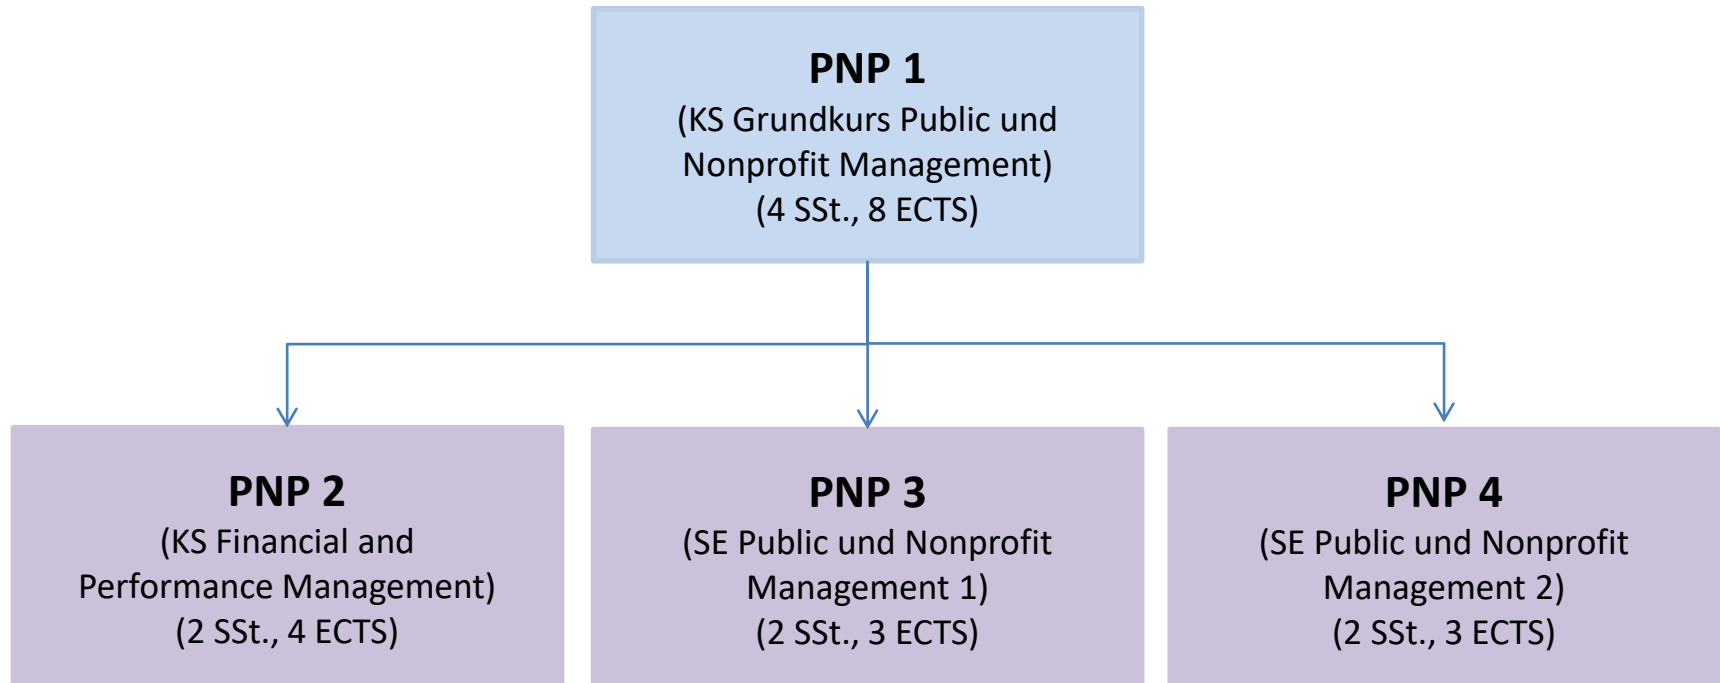 PNP 1
(KS Grundkurs Public und
Nonprofit Management)
(4 SSt., 8 ECTS)
PNP 2
(KS Financial and
Performance Management)
(2 SSt., 4 ECTS)
PNP 3
(SE Public und Nonprofit
Management 1)
(2 SSt., 3 ECTS)
PNP 4
(SE Public und Nonprofit
Management 2)
(2 SSt., 3 ECTS)